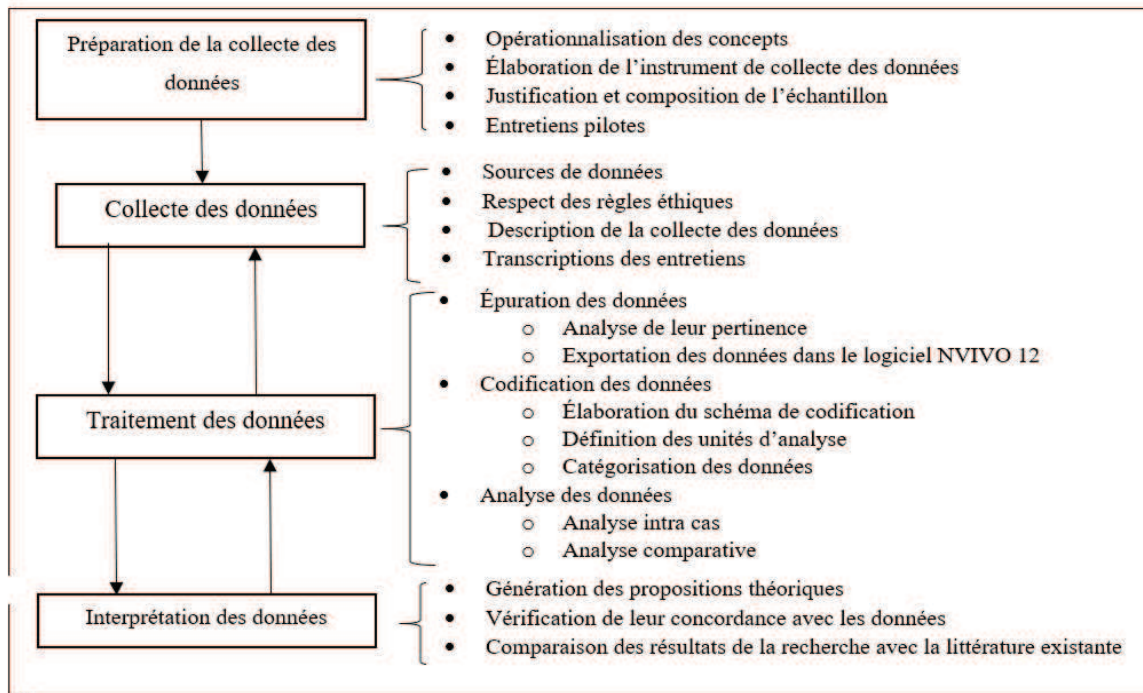 Préparation de la collecte des
données
• Opérationnalisation des concepts
• Élaboration de l'instrument de collecte des données
• Justification et composition de l'échantillon
• Entretiens pilotes
Collecte des données
• Sources de données
• Respect des règles éthiques
• Description de la collecte des données
• Transcriptions des entretiens
Traitement des données
• Épuration des données
o Analyse de leur pertinence
o Exportation des données dans le logiciel NVIVO 12
• Codification des données
o Élaboration du schéma de codification
o Définition des unités d'analyse
o Catégorisation des données
• Analyse des données
o Analyse intra cas
o Analyse comparative
Interprétation des données
• Génération des propositions théoriques
• Vérification de leur concordance avec les données
• Comparaison des résultats de la recherche avec la littérature existante